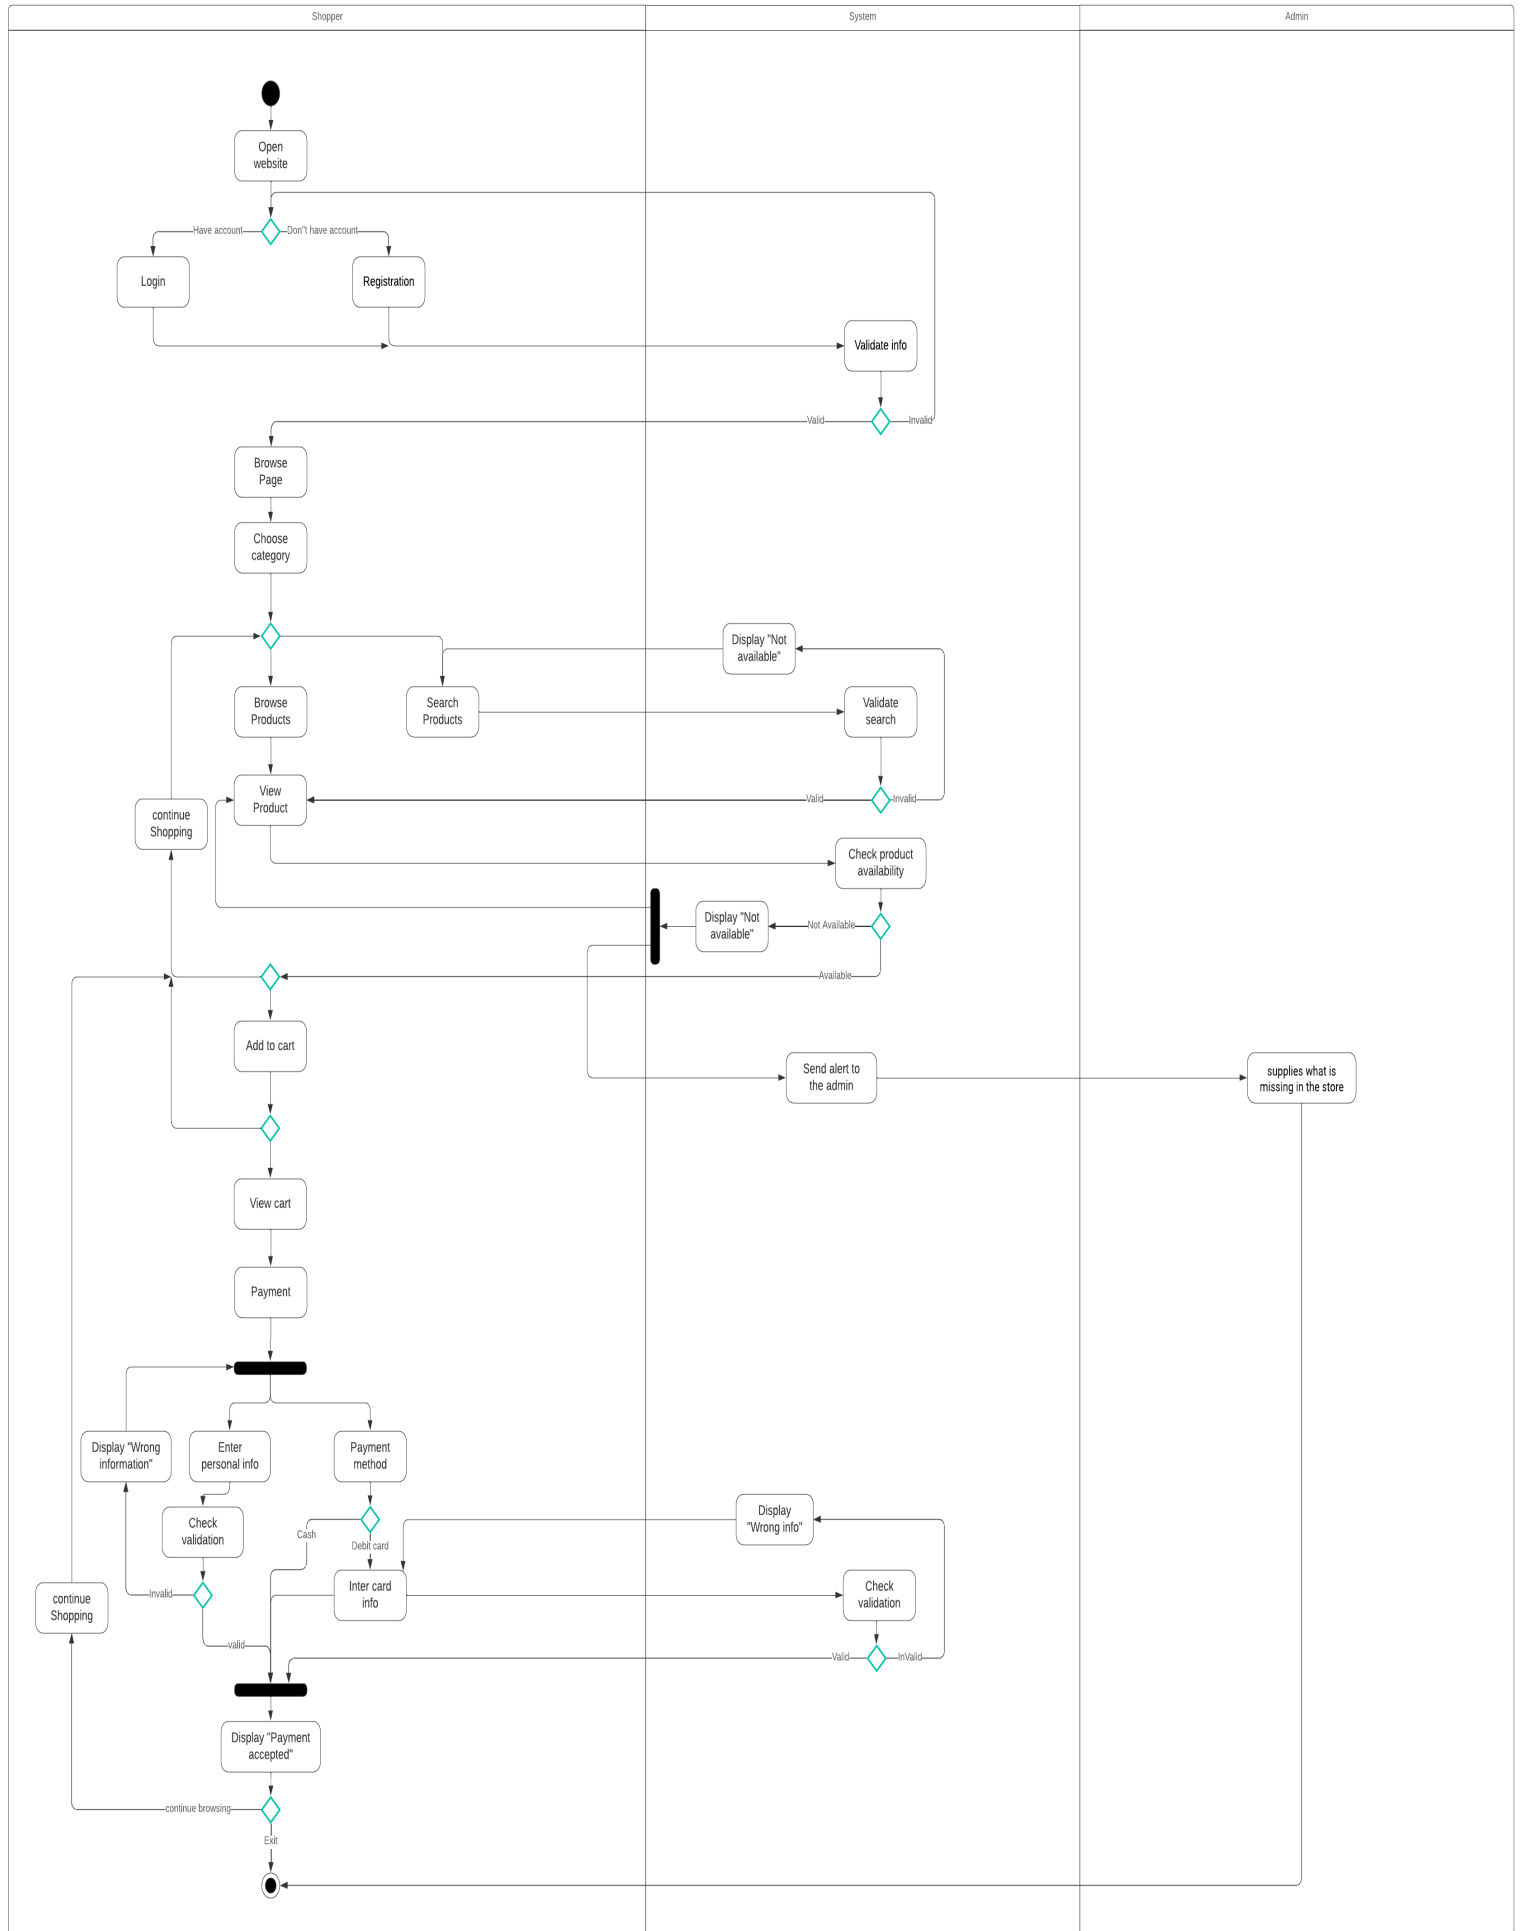 Shopper
System
Admin
Open
website
Have account
Don"t have account
Login
Registration
Validate info
Valid
Invalid
Browse
Page
Choose
category
Display "Not
available"
Browse
Products
Search
Products
Validate
search
View
Product
Valid
Invalid
continue
Shopping
Check product
availability
Display "Not
available"
Not Available
Available
Add to cart
Send alert to
the admin
supplies what is
missing in the store
View cart
Payment
Display "Wrong
information"
Enter
personal info
Payment
method
Check
validation
Cash
Debit card
Display
"Wrong info"
Invalid
Inter card
info
Check
validation
continue
Shopping
valid
Valid
InValid
Display "Payment
accepted"
continue browsing
Exit